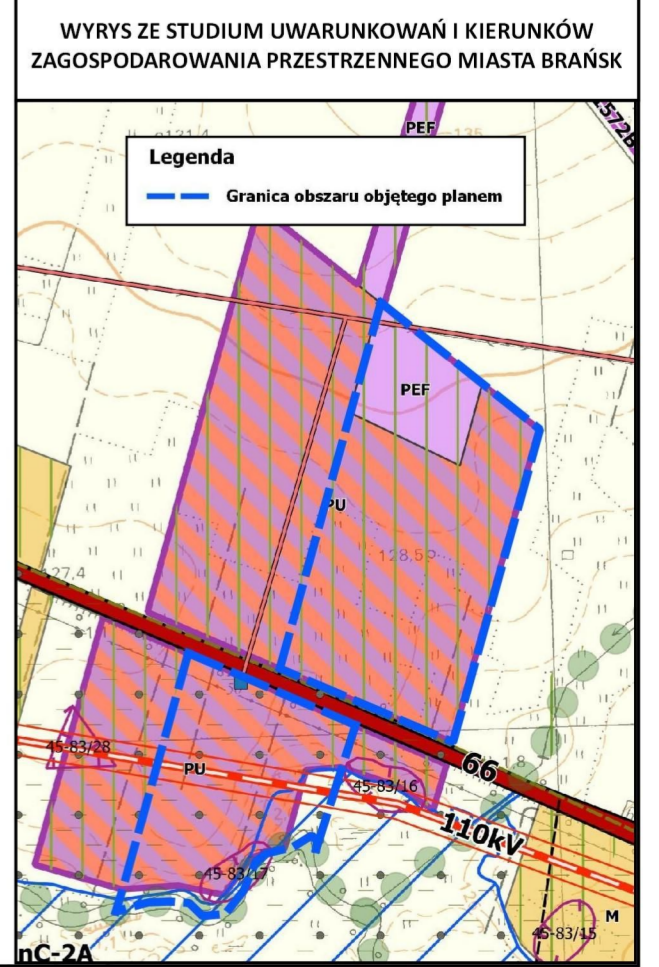 WYRYS ZE STUDIUM UWARUNKOWAŃ I KIERUNKÓW
ZAGOSPODAROWANIA PRZESTRZENNEGO MIASTA BRAŃSK
1572B
PEF
135
Legenda
Granica obszaru objętego planem
PEF
PU
128,5
127,4
66
45-83/28
PU
45-83/16
110kV
45-83/17
M
45-83/15
nC-2A